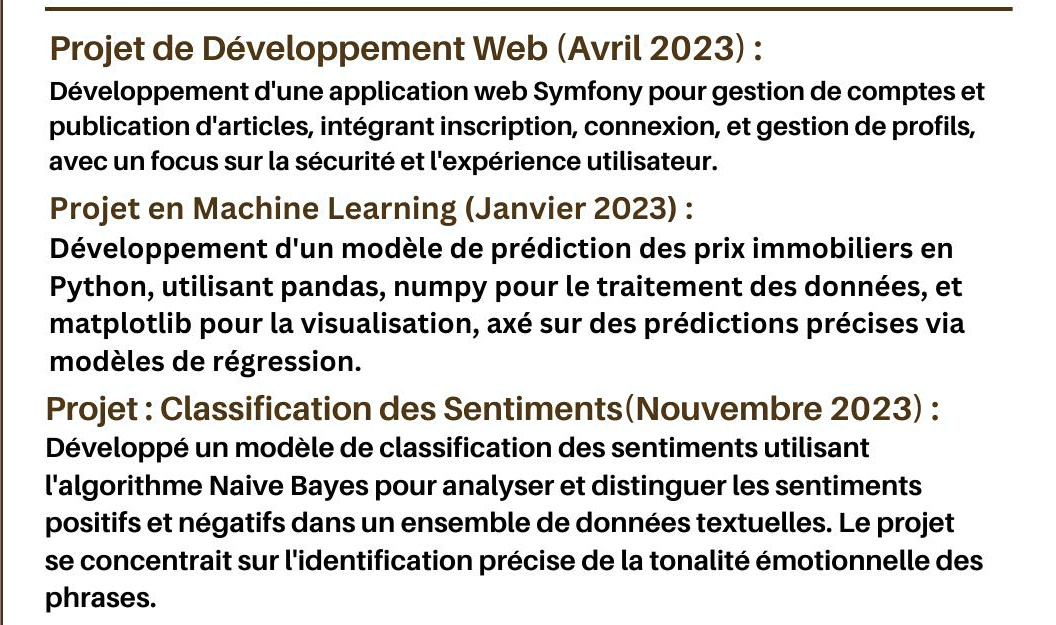 Projet de Développement Web (Avril 2023) :
Développement d'une application web Symfony pour gestion de comptes et
publication d'articles, intégrant inscription, connexion, et gestion de profils,
avec un focus sur la sécurité et l'expérience utilisateur.
Projet en Machine Learning (Janvier 2023) :
Développement d'un modèle de prédiction des prix immobiliers en
Python, utilisant pandas, numpy pour le traitement des données, et
matplotlib pour la visualisation, axé sur des prédictions précises via
modèles de régression.
Projet : Classification des Sentiments(Nouvembre 2023) :
Développé un modèle de classification des sentiments utilisant
l'algorithme Naive Bayes pour analyser et distinguer les sentiments
positifs et négatifs dans un ensemble de données textuelles. Le projet
se concentrait sur l'identification précise de la tonalité émotionnelle des
phrases.